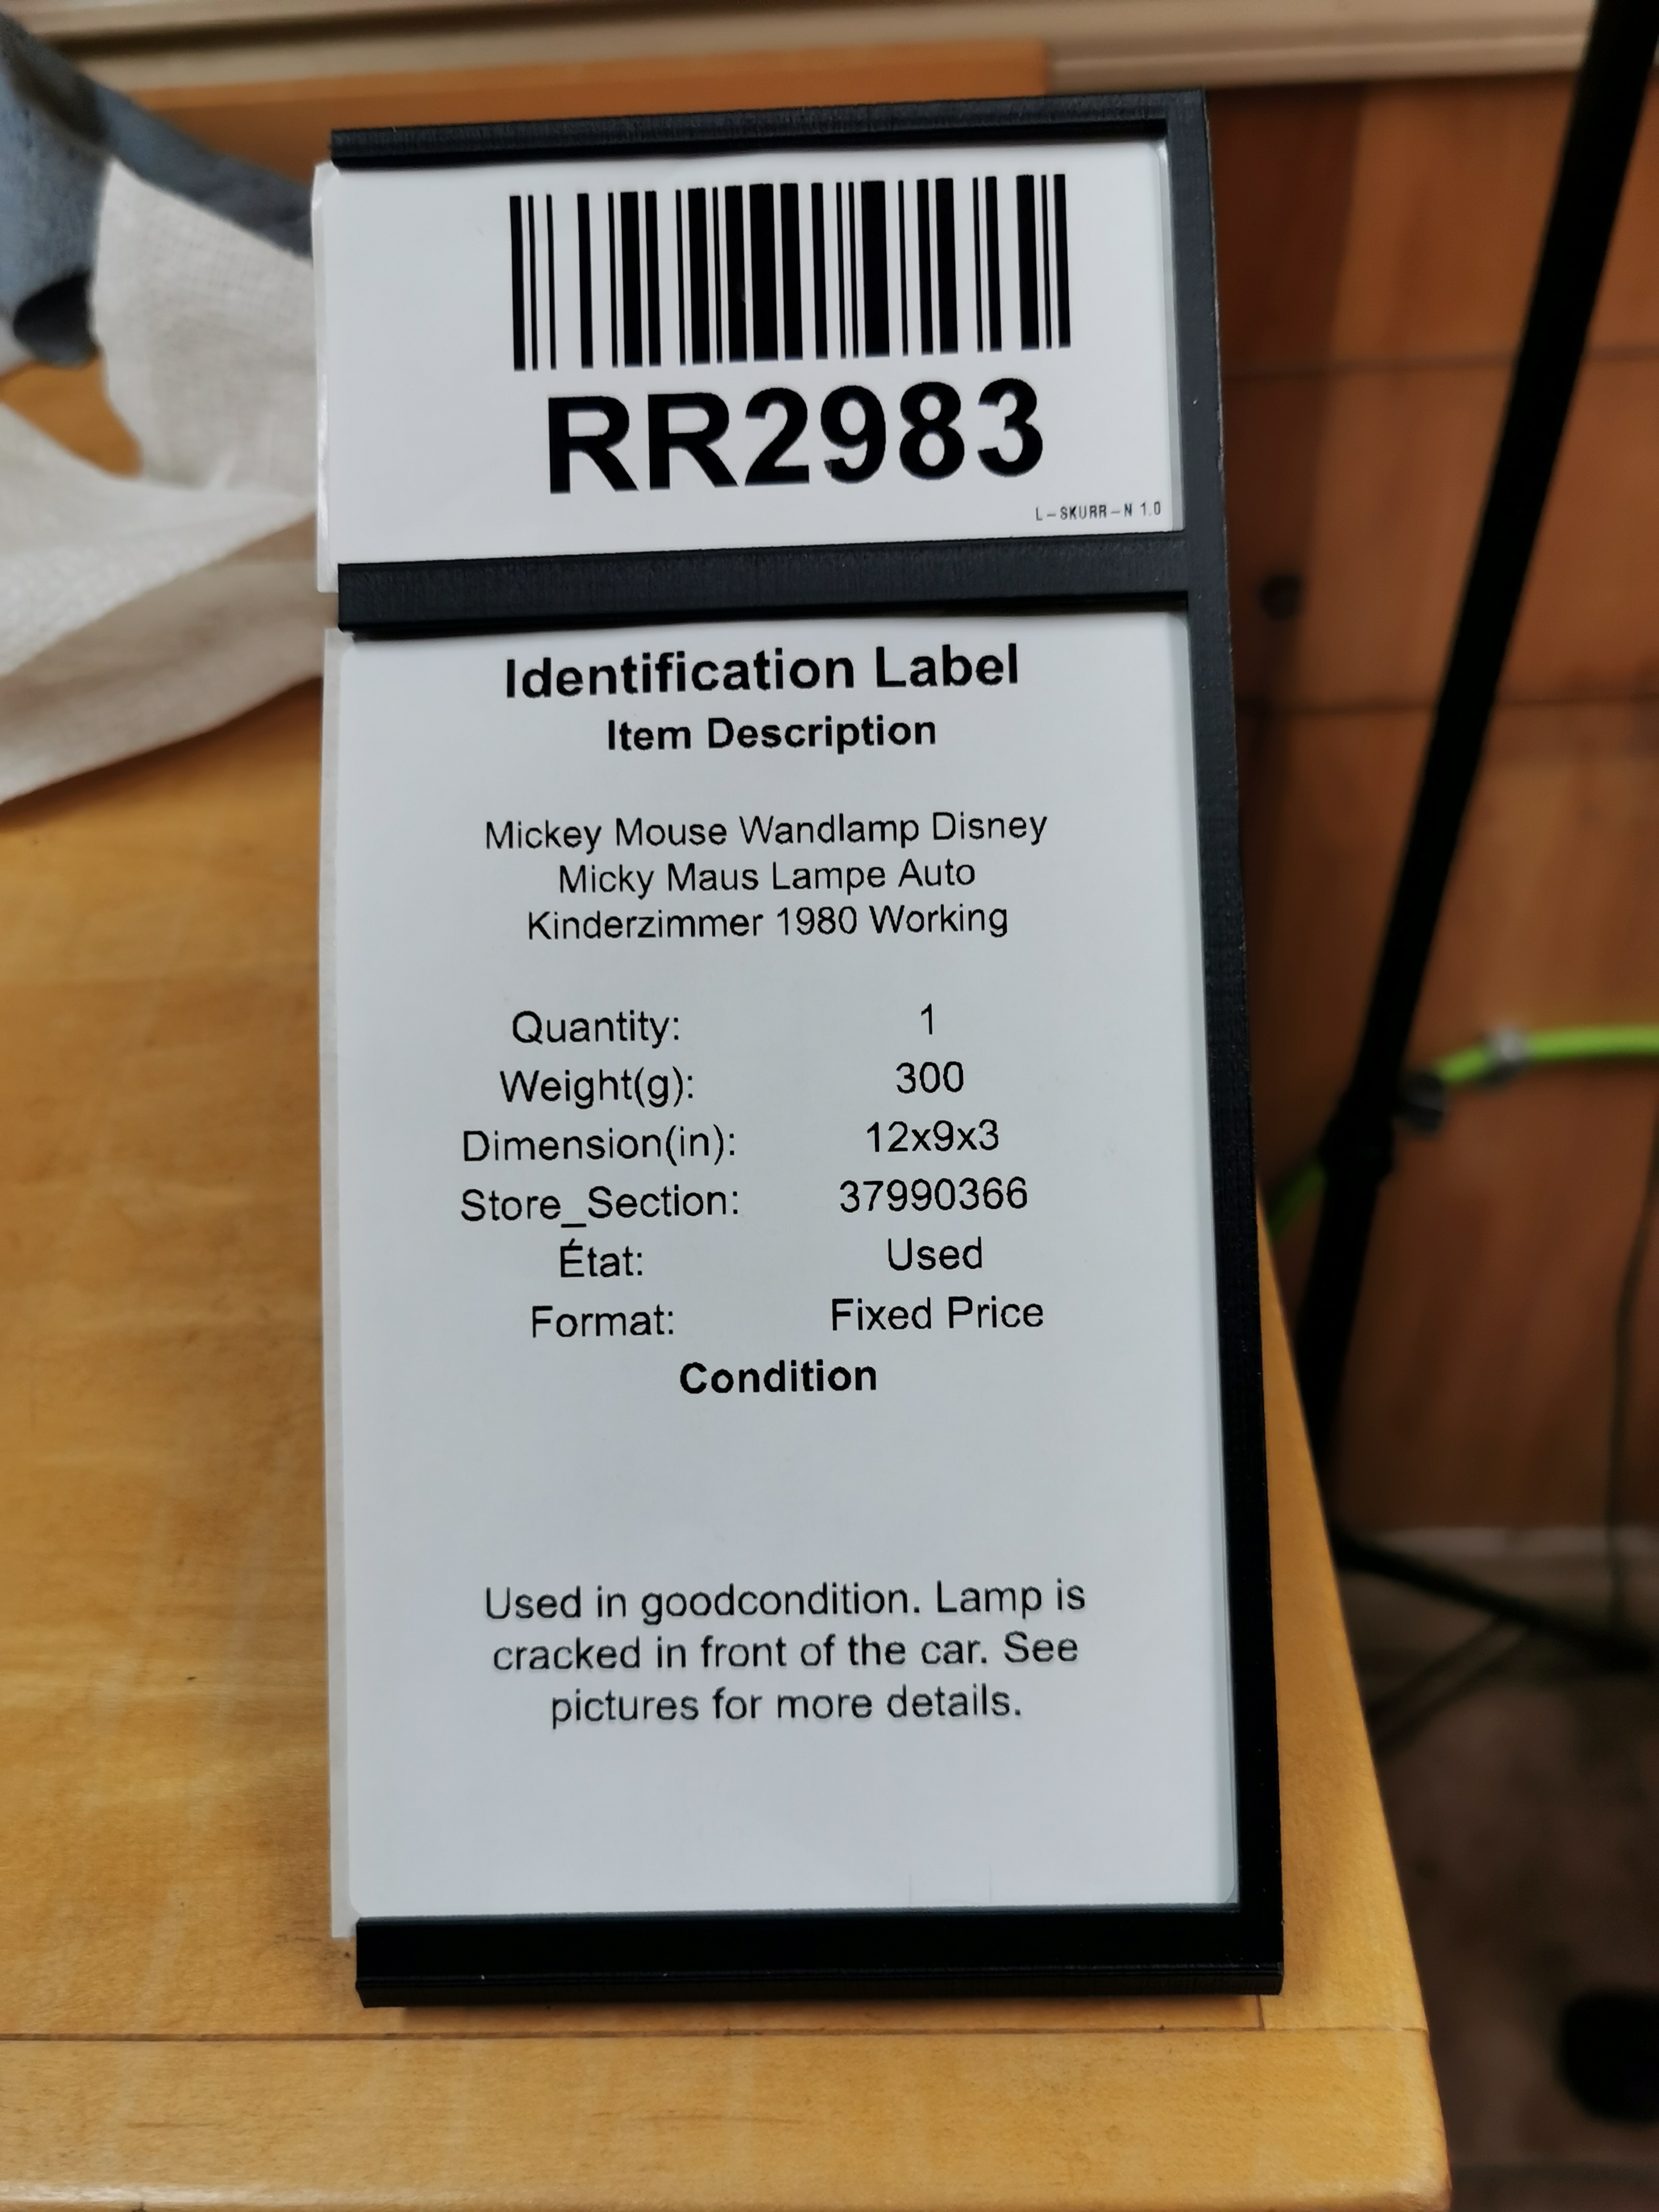 RR2983
L-SKURR-N 1.0
Identification Label
Item Description
Mickey Mouse Wandlamp Disney
Micky Maus Lampe Auto
Kinderzimmer 1980 Working
Quantity: 1
Weight(g): 300
Dimension(in): 12x9x3
Store_Section: 37990366
État: Used
Format: Fixed Price
Condition
Used in goodcondition. Lamp is
cracked in front of the car. See
pictures for more details.